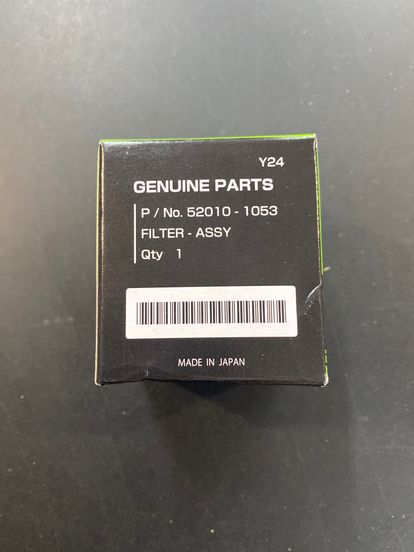 Y24
GENUINE PARTS
P / No. 52010 - 1053
FILTER - ASSY
Qty 1
MADE IN JAPAN